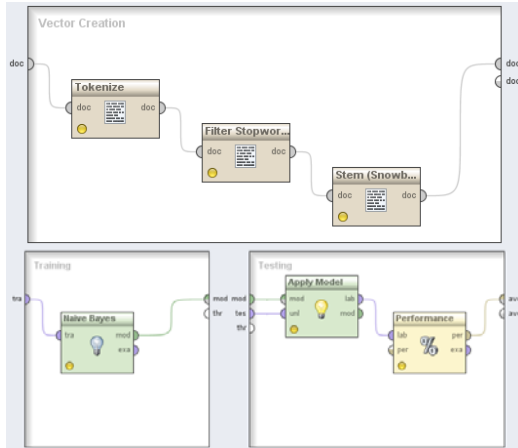 Vector Creation
doc
doc
doc
Tokenize
doc doc
Filter Stopwor...
doc doc
Stem (Snowb...
doc doc
Training
tra
Naive Bayes
tra mod
exa
mod
thr
Testing
mod
tes
thr
Apply Model
mod lab
unl mod
Performance
lab per
per
ave
ave